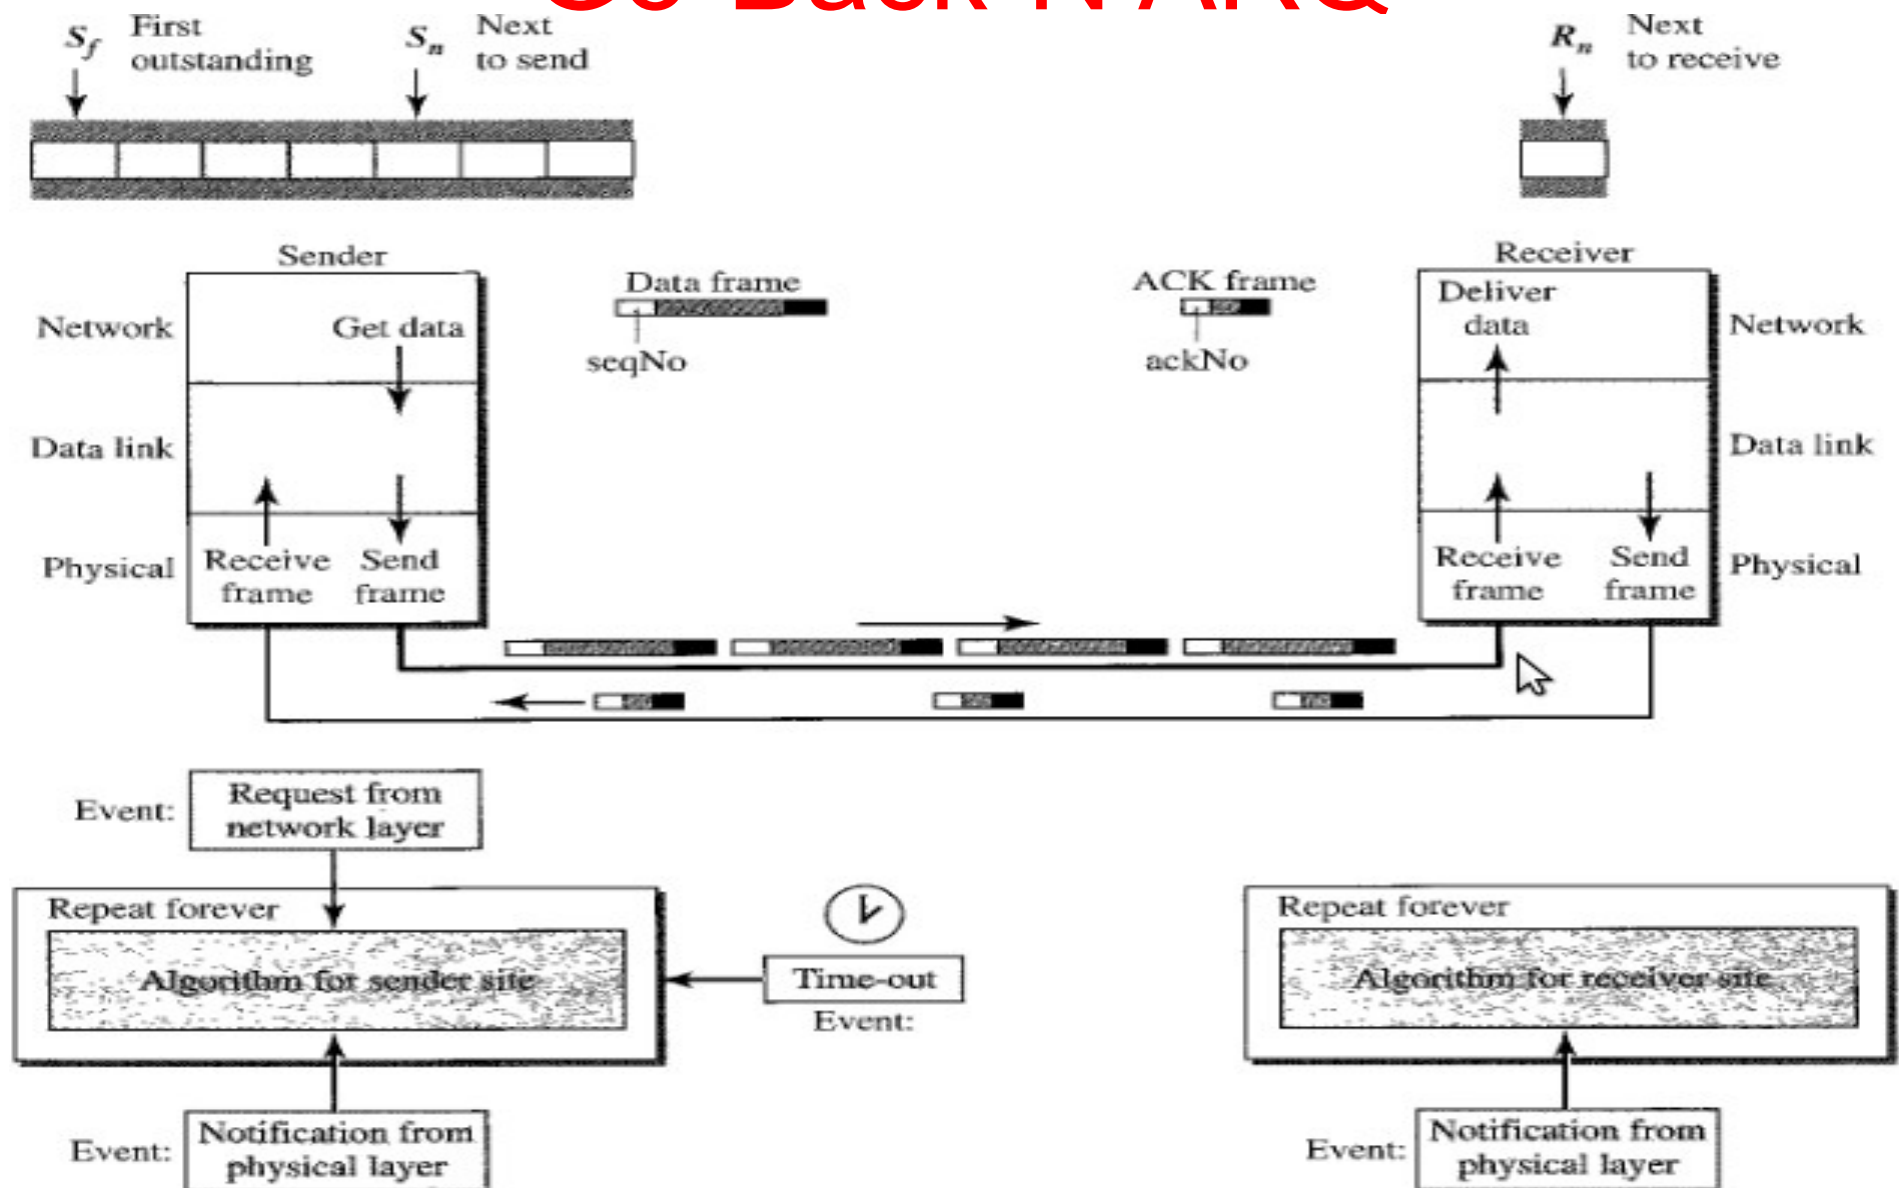 Go-Back-N ARQ
Sf First
outstanding
Sn Next
to send
Rn Next
to receive
Sender
Receiver
Data frame
seqNo
ACK frame
ackNo
Network
Get data
Deliver
data
Network
Data link
Data link
Physical
Receive
frame
Send
frame
Receive
frame
Send
frame
Physical
Event:
Request from
network layer
Repeat forever
Algorithm for sender site
Time-out
Event:
Repeat forever
Algorithm for receiver site
Event:
Notification from
physical layer
Event:
Notification from
physical layer